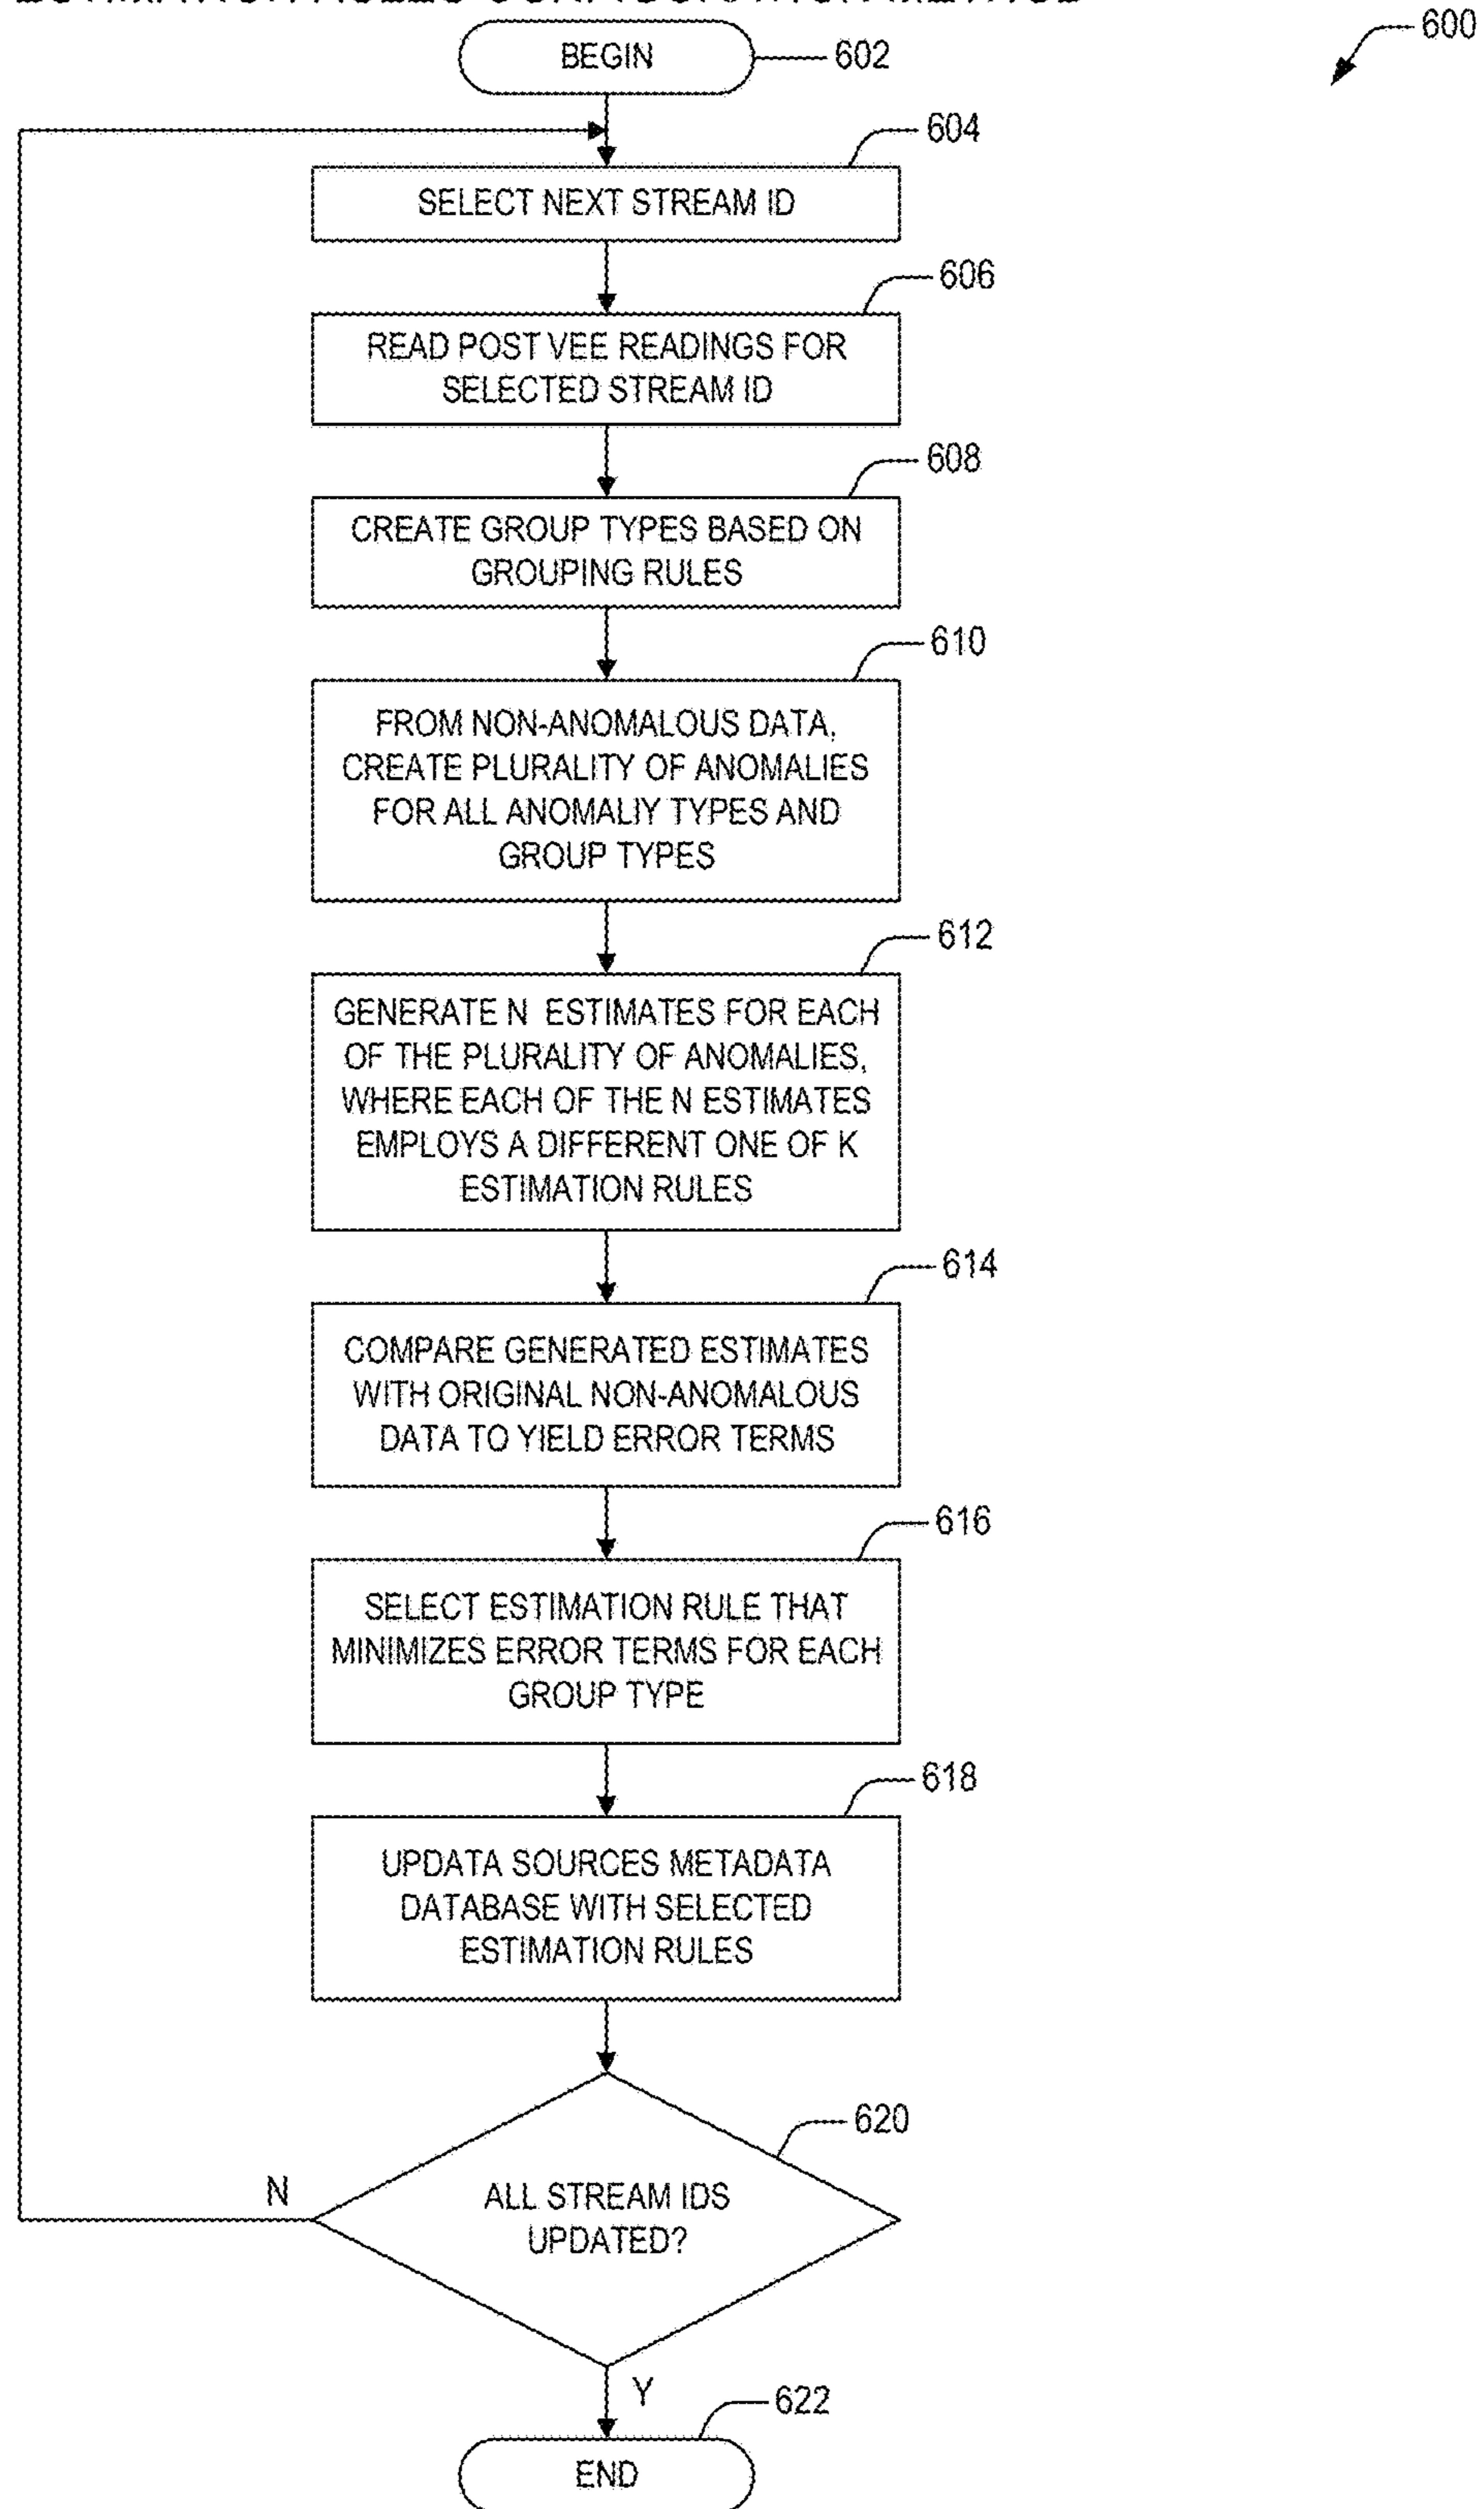 600
BEGIN
602
604
SELECT NEXT STREAM ID
606
READ POST VEE READINGS FOR
SELECTED STREAM ID
608
CREATE GROUP TYPES BASED ON
GROUPING RULES
610
FROM NON-ANOMALOUS DATA,
CREATE PLURALITY OF ANOMALIES
FOR ALL ANOMALIY TYPES AND
GROUP TYPES
612
GENERATE N ESTIMATES FOR EACH
OF THE PLURALITY OF ANOMALIES,
WHERE EACH OF THE N ESTIMATES
EMPLOYS A DIFFERENT ONE OF K
ESTIMATION RULES
614
COMPARE GENERATED ESTIMATES
WITH ORIGINAL NON-ANOMALOUS
DATA TO YIELD ERROR TERMS
616
SELECT ESTIMATION RULE THAT
MINIMIZES ERROR TERMS FOR EACH
GROUP TYPE
618
UPDATA SOURCES METADATA
DATABASE WITH SELECTED
ESTIMATION RULES
620
N
ALL STREAM IDS
UPDATED?
Y
622
END